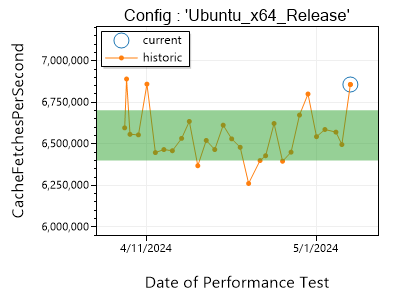 Config : 'Ubuntu_x64_Release'
current
historic
CacheFetchesPerSecond
7,000,000
6,750,000
6,500,000
6,250,000
6,000,000
4/11/2024
5/1/2024
Date of Performance Test